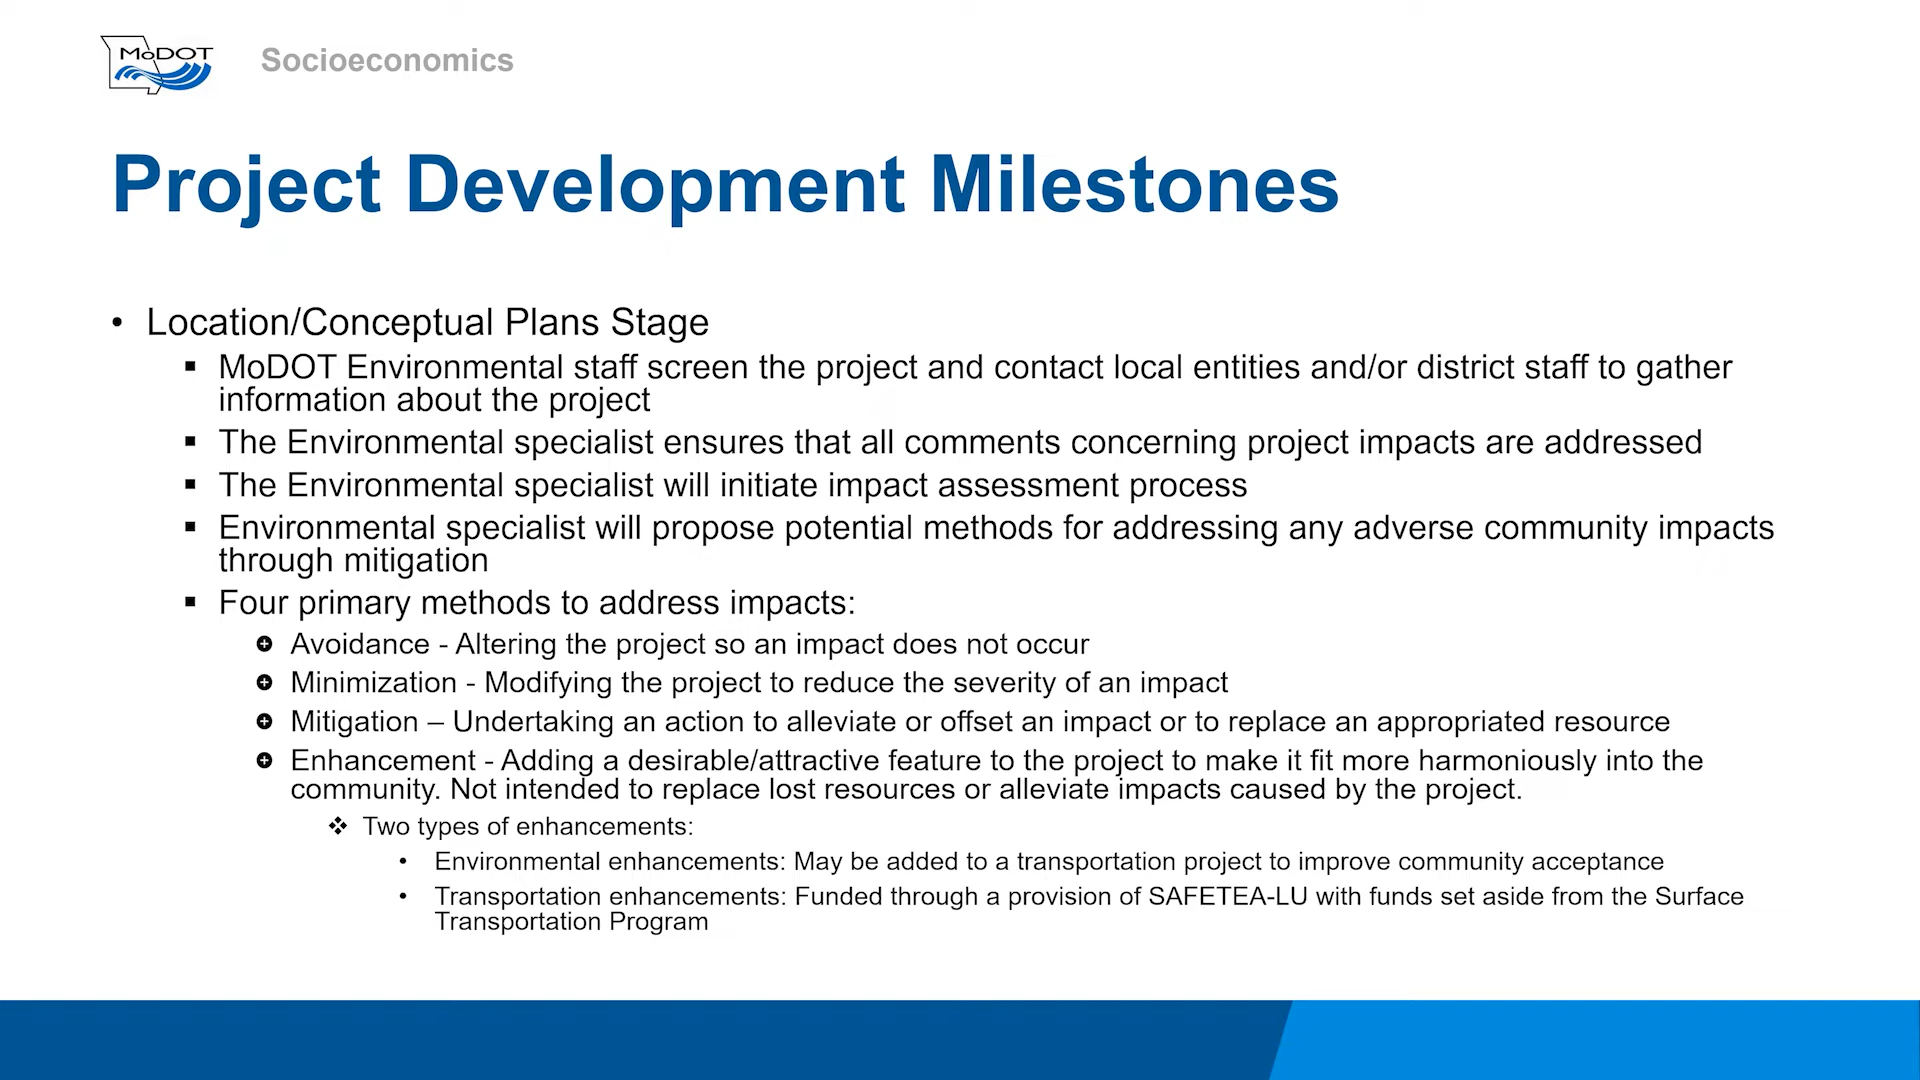 MoDOT
Socioeconomics
Project Development Milestones
• Location/Conceptual Plans Stage
▪ MoDOT Environmental staff screen the project and contact local entities and/or district staff to gather
information about the project
▪ The Environmental specialist ensures that all comments concerning project impacts are addressed
▪ The Environmental specialist will initiate impact assessment process
▪ Environmental specialist will propose potential methods for addressing any adverse community impacts
through mitigation
▪ Four primary methods to address impacts:
Avoidance - Altering the project so an impact does not occur
Minimization - Modifying the project to reduce the severity of an impact
Mitigation – Undertaking an action to alleviate or offset an impact or to replace an appropriated resource
Enhancement - Adding a desirable/attractive feature to the project to make it fit more harmoniously into the
community. Not intended to replace lost resources or alleviate impacts caused by the project.
❖ Two types of enhancements:
• Environmental enhancements: May be added to a transportation project to improve community acceptance
• Transportation enhancements: Funded through a provision of SAFETEA-LU with funds set aside from the Surface
Transportation Program